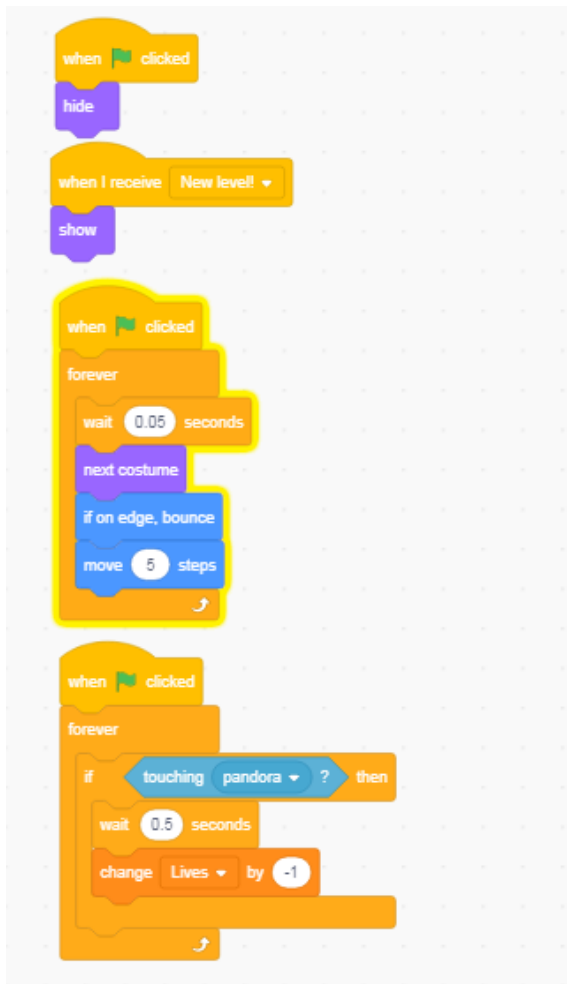 when clicked
hide
when I receive New level!
show
when clicked
forever
wait 0.05 seconds
next costume
if on edge, bounce
move 5 steps
when clicked
forever
if touching pandora ? then
wait 0.5 seconds
change Lives by -1